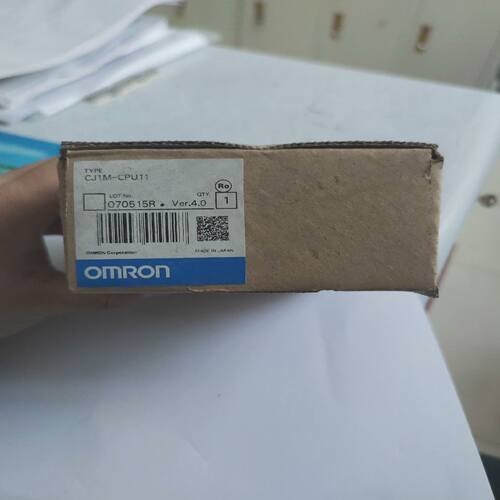 TYPE
CJ1M-CPU11
LOT No. QTY. Ro
070515R . Ver.4.0 1
OMRON Corporation MADE IN JAPAN
OMRON